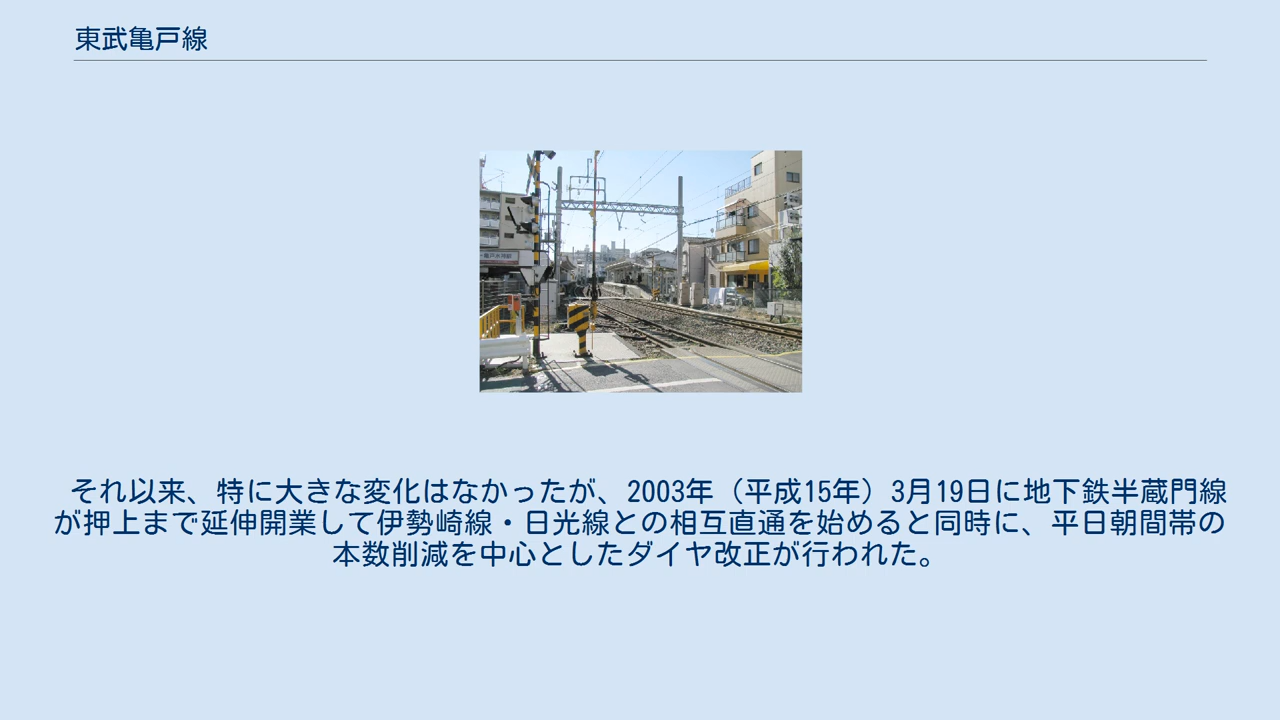 東武亀戸線
それ以来、特に大きな変化はなかったが、2003年（平成15年）3月19日に地下鉄半蔵門線
が押上まで延伸開業して伊勢崎線・日光線との相互直通を始めると同時に、平日朝間帯の
本数削減を中心としたダイヤ改正が行われた。